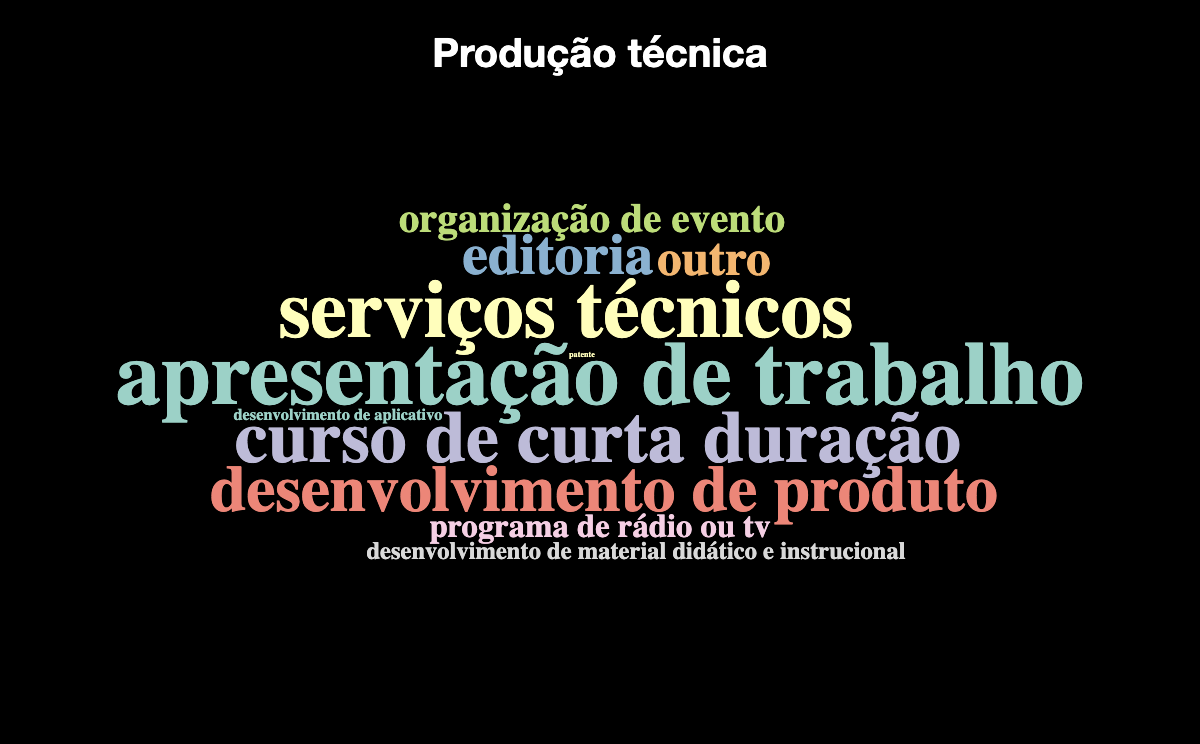 Produção técnica
organização de evento
editoria outro
serviços técnicos
patente
apresentação de trabalho
desenvolvimento de aplicativo
curso de curta duração
desenvolvimento de produto
programa de rádio ou tv
desenvolvimento de material didático e instrucional